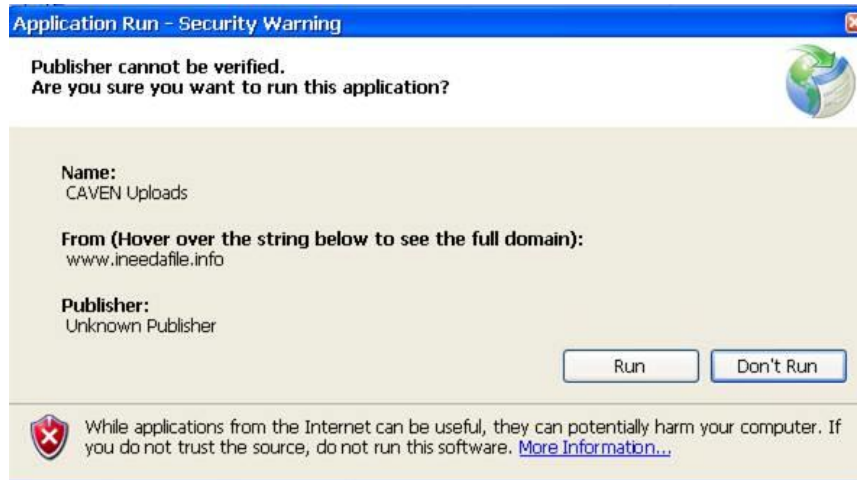 Application Run - Security Warning
Publisher cannot be verified.
Are you sure you want to run this application?
Name:
CAVEN Uploads
From (Hover over the string below to see the full domain):
www.ineedafile.info
Publisher:
Unknown Publisher
Run Don't Run
While applications from the Internet can be useful, they can potentially harm your computer. If
you do not trust the source, do not run this software. More Information...